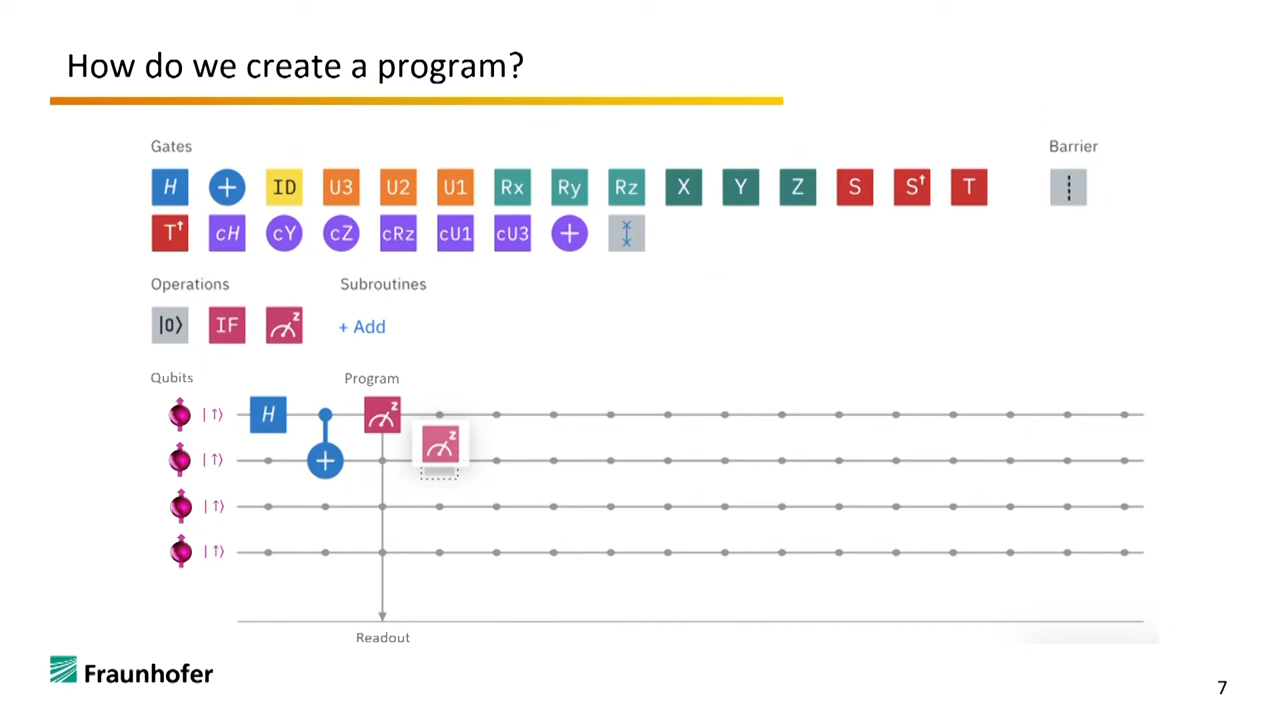 How do we create a program?
Gates
Barrier
H + ID U3 U2 U1 Rx Ry Rz X Y Z S S† T
T† cH cY cZ cRz cU1 cU3 +
Operations
Subroutines
|0⟩ IF z
+ Add
Qubits
Program
|↑⟩ H z
z
|↑⟩ +
|↑⟩
|↑⟩
Readout
Fraunhofer
7